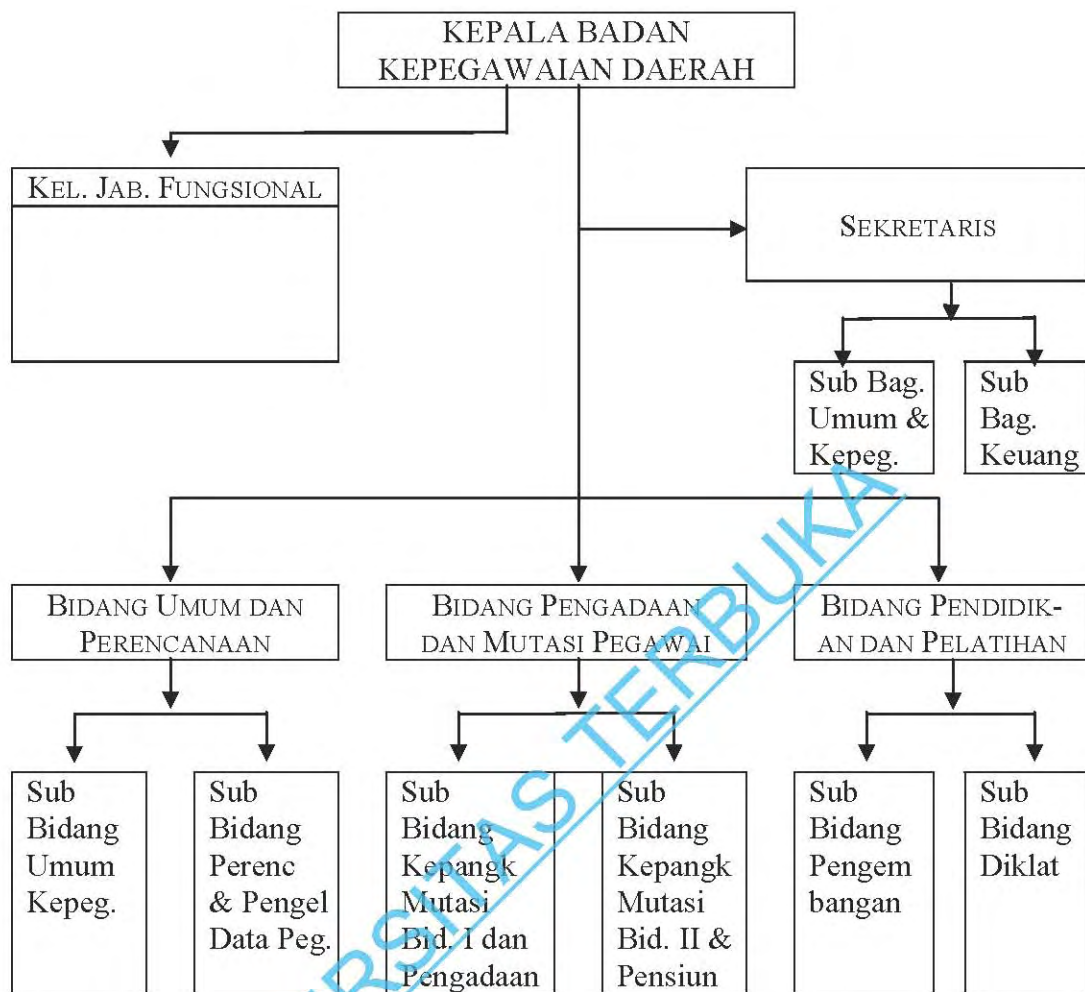 KEPALA BADAN
KEPEGAWAIAN DAERAH
KEL. JAB. FUNGSIONAL
SEKRETARIS
Sub Bag.
Umum &
Kepeg.
Sub
Bag.
Keuang
BIDANG UMUM DAN
PERENCANAAN
BIDANG PENGADAAN
DAN MUTASI PEGAWAI
BIDANG PENDIDIK-
AN DAN PELATIHAN
Sub
Bidang
Umum
Kepeg.
Sub
Bidang
Perenc
& Pengel
Data Peg.
Sub
Bidang
Kepangk
Mutasi
Bid. I dan
Pengadaan
Sub
Bidang
Kepangk
Mutasi
Bid. II &
Pensiun
Sub
Bidang
Pengem
bangan
Sub
Bidang
Diklat
ERSITAS TERBUKA